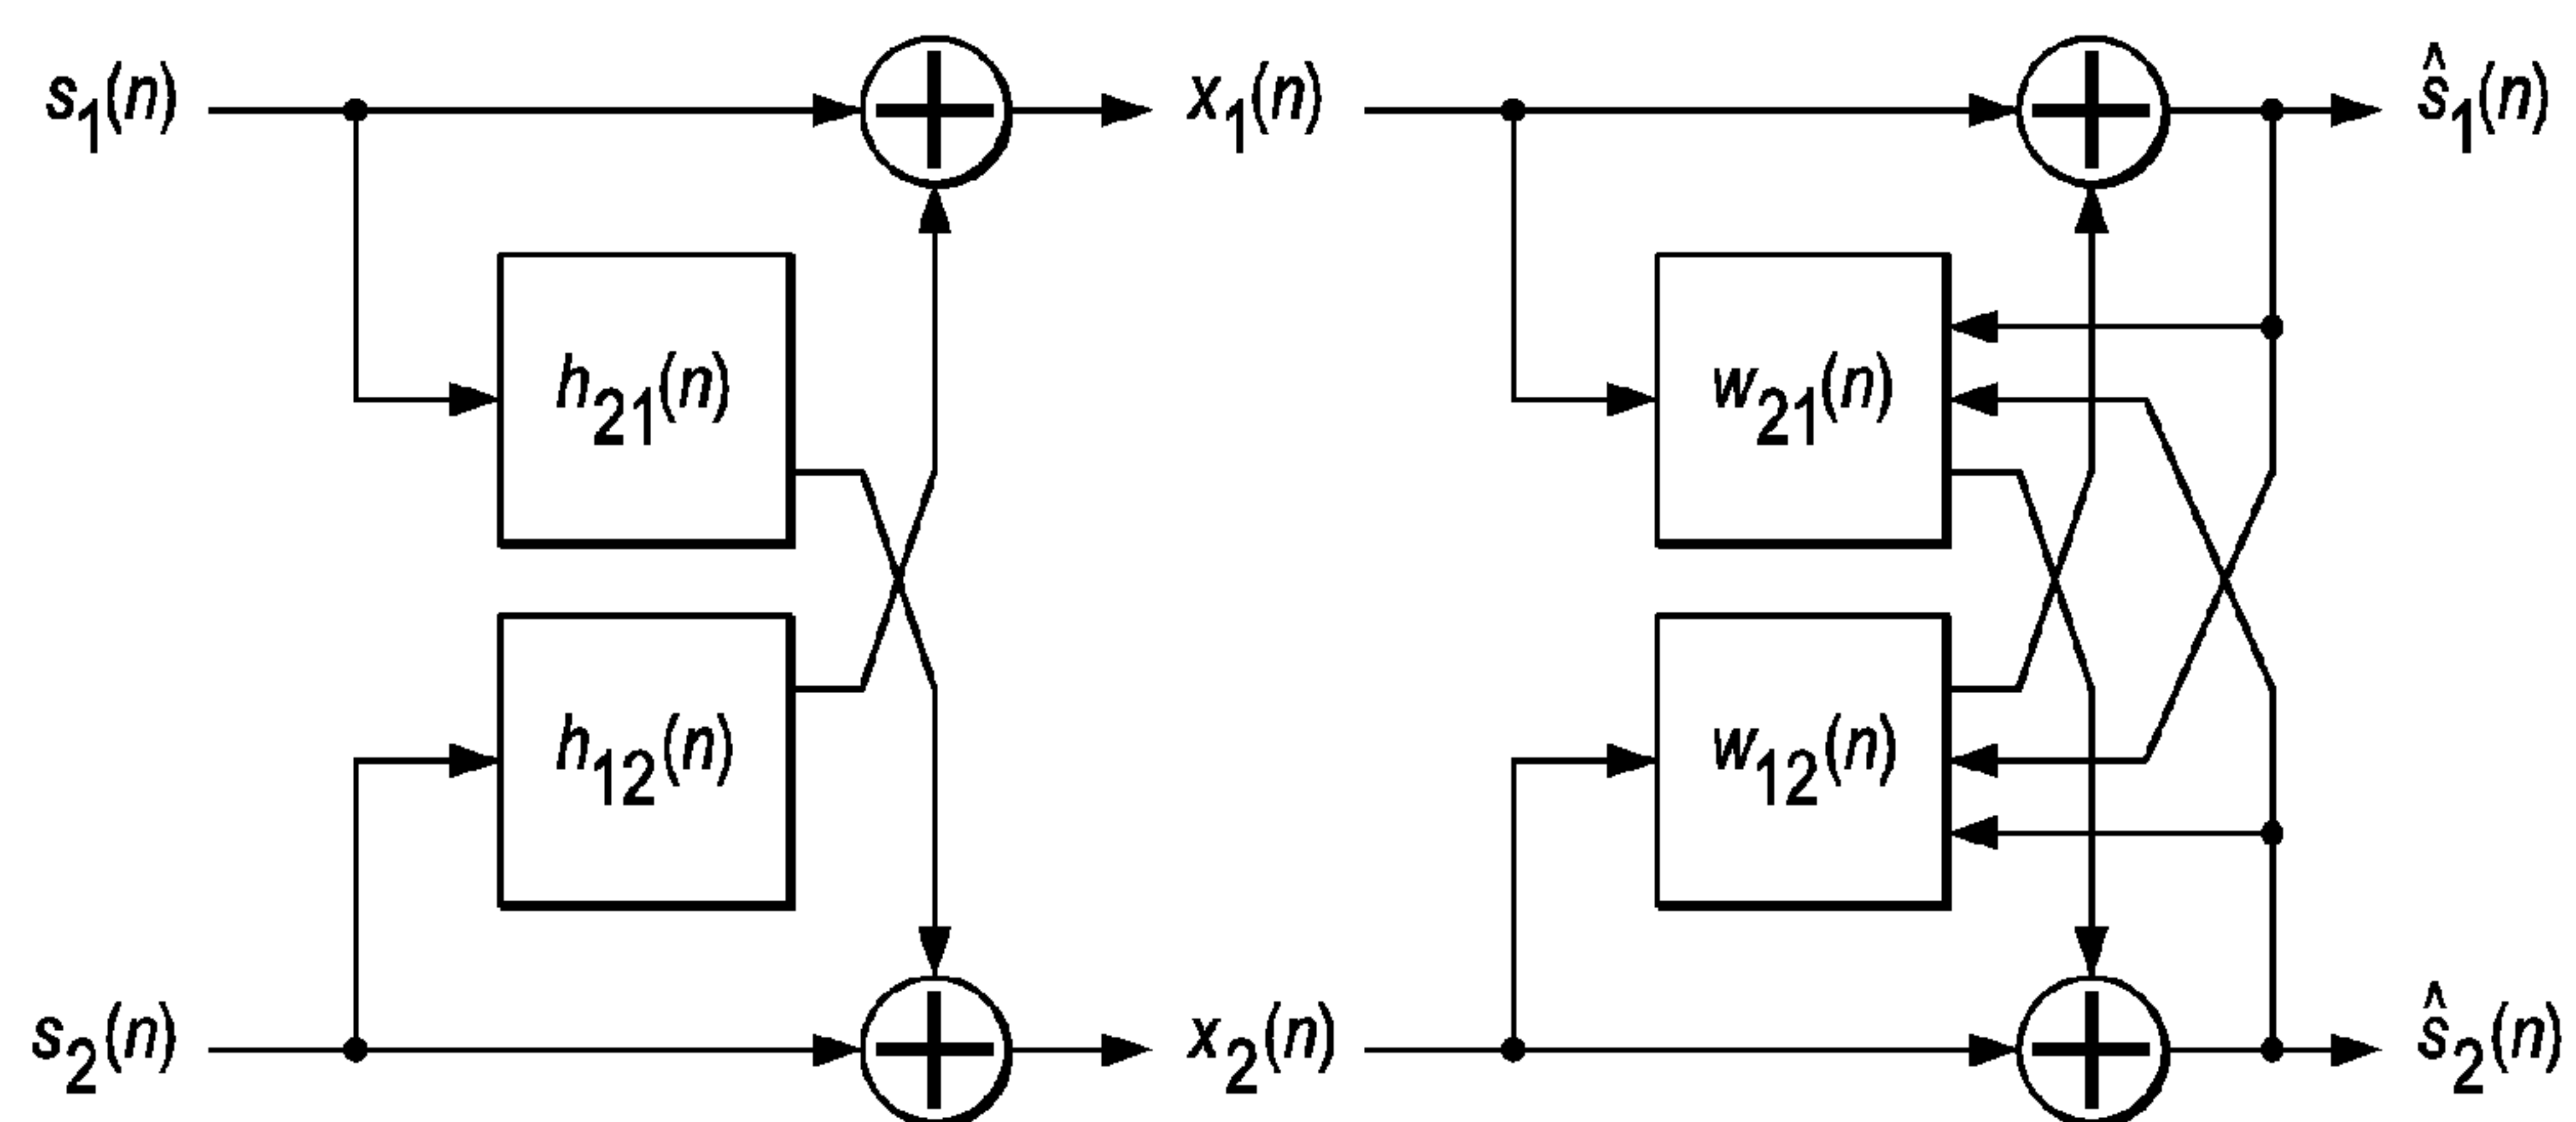 s₁(n) x₁(n) ŝ₁(n)
h₂₁(n) w₂₁(n)
h₁₂(n) w₁₂(n)
s₂(n) x₂(n) ŝ₂(n)